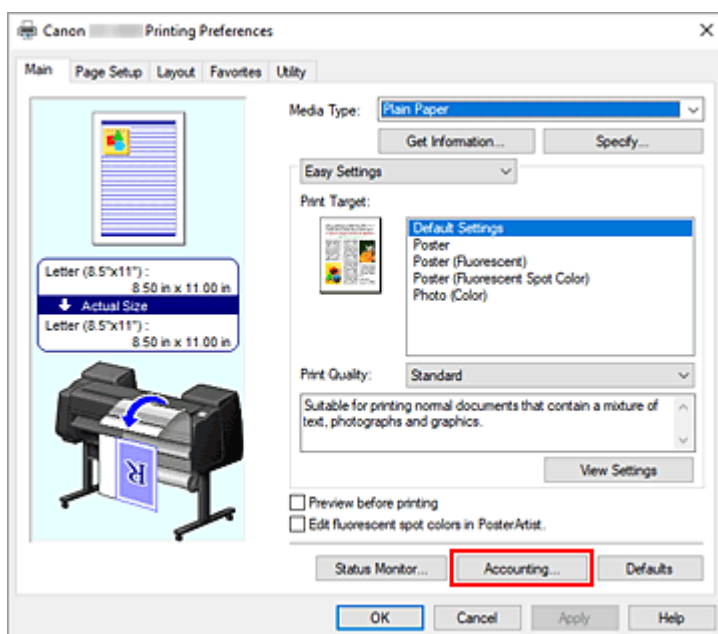 Canon Printing Preferences
Main Page Setup Layout Favorites Utility
Media Type: Plain Paper
Get Information... Specify...
Easy Settings
Print Target:
Default Settings
Poster
Poster (Fluorescent)
Poster (Fluorescent Spot Color)
Photo (Color)
Letter (8.5"x11") :
8.50 in x 11.00 in
Actual Size
Letter (8.5"x11") :
8.50 in x 11.00 in
R
Print Quality: Standard
Suitable for printing normal documents that contain a mixture of
text, photographs and graphics.
View Settings
Preview before printing
Edit fluorescent spot colors in PosterArtist.
Status Monitor... Accounting... Defaults
OK Cancel Apply Help